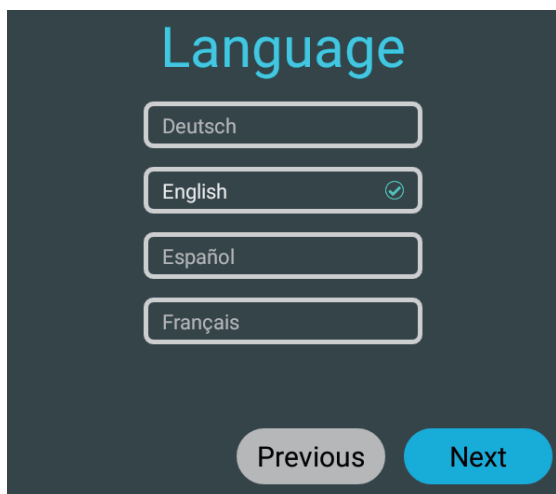 Language
Deutsch
English
Español
Français
Previous Next